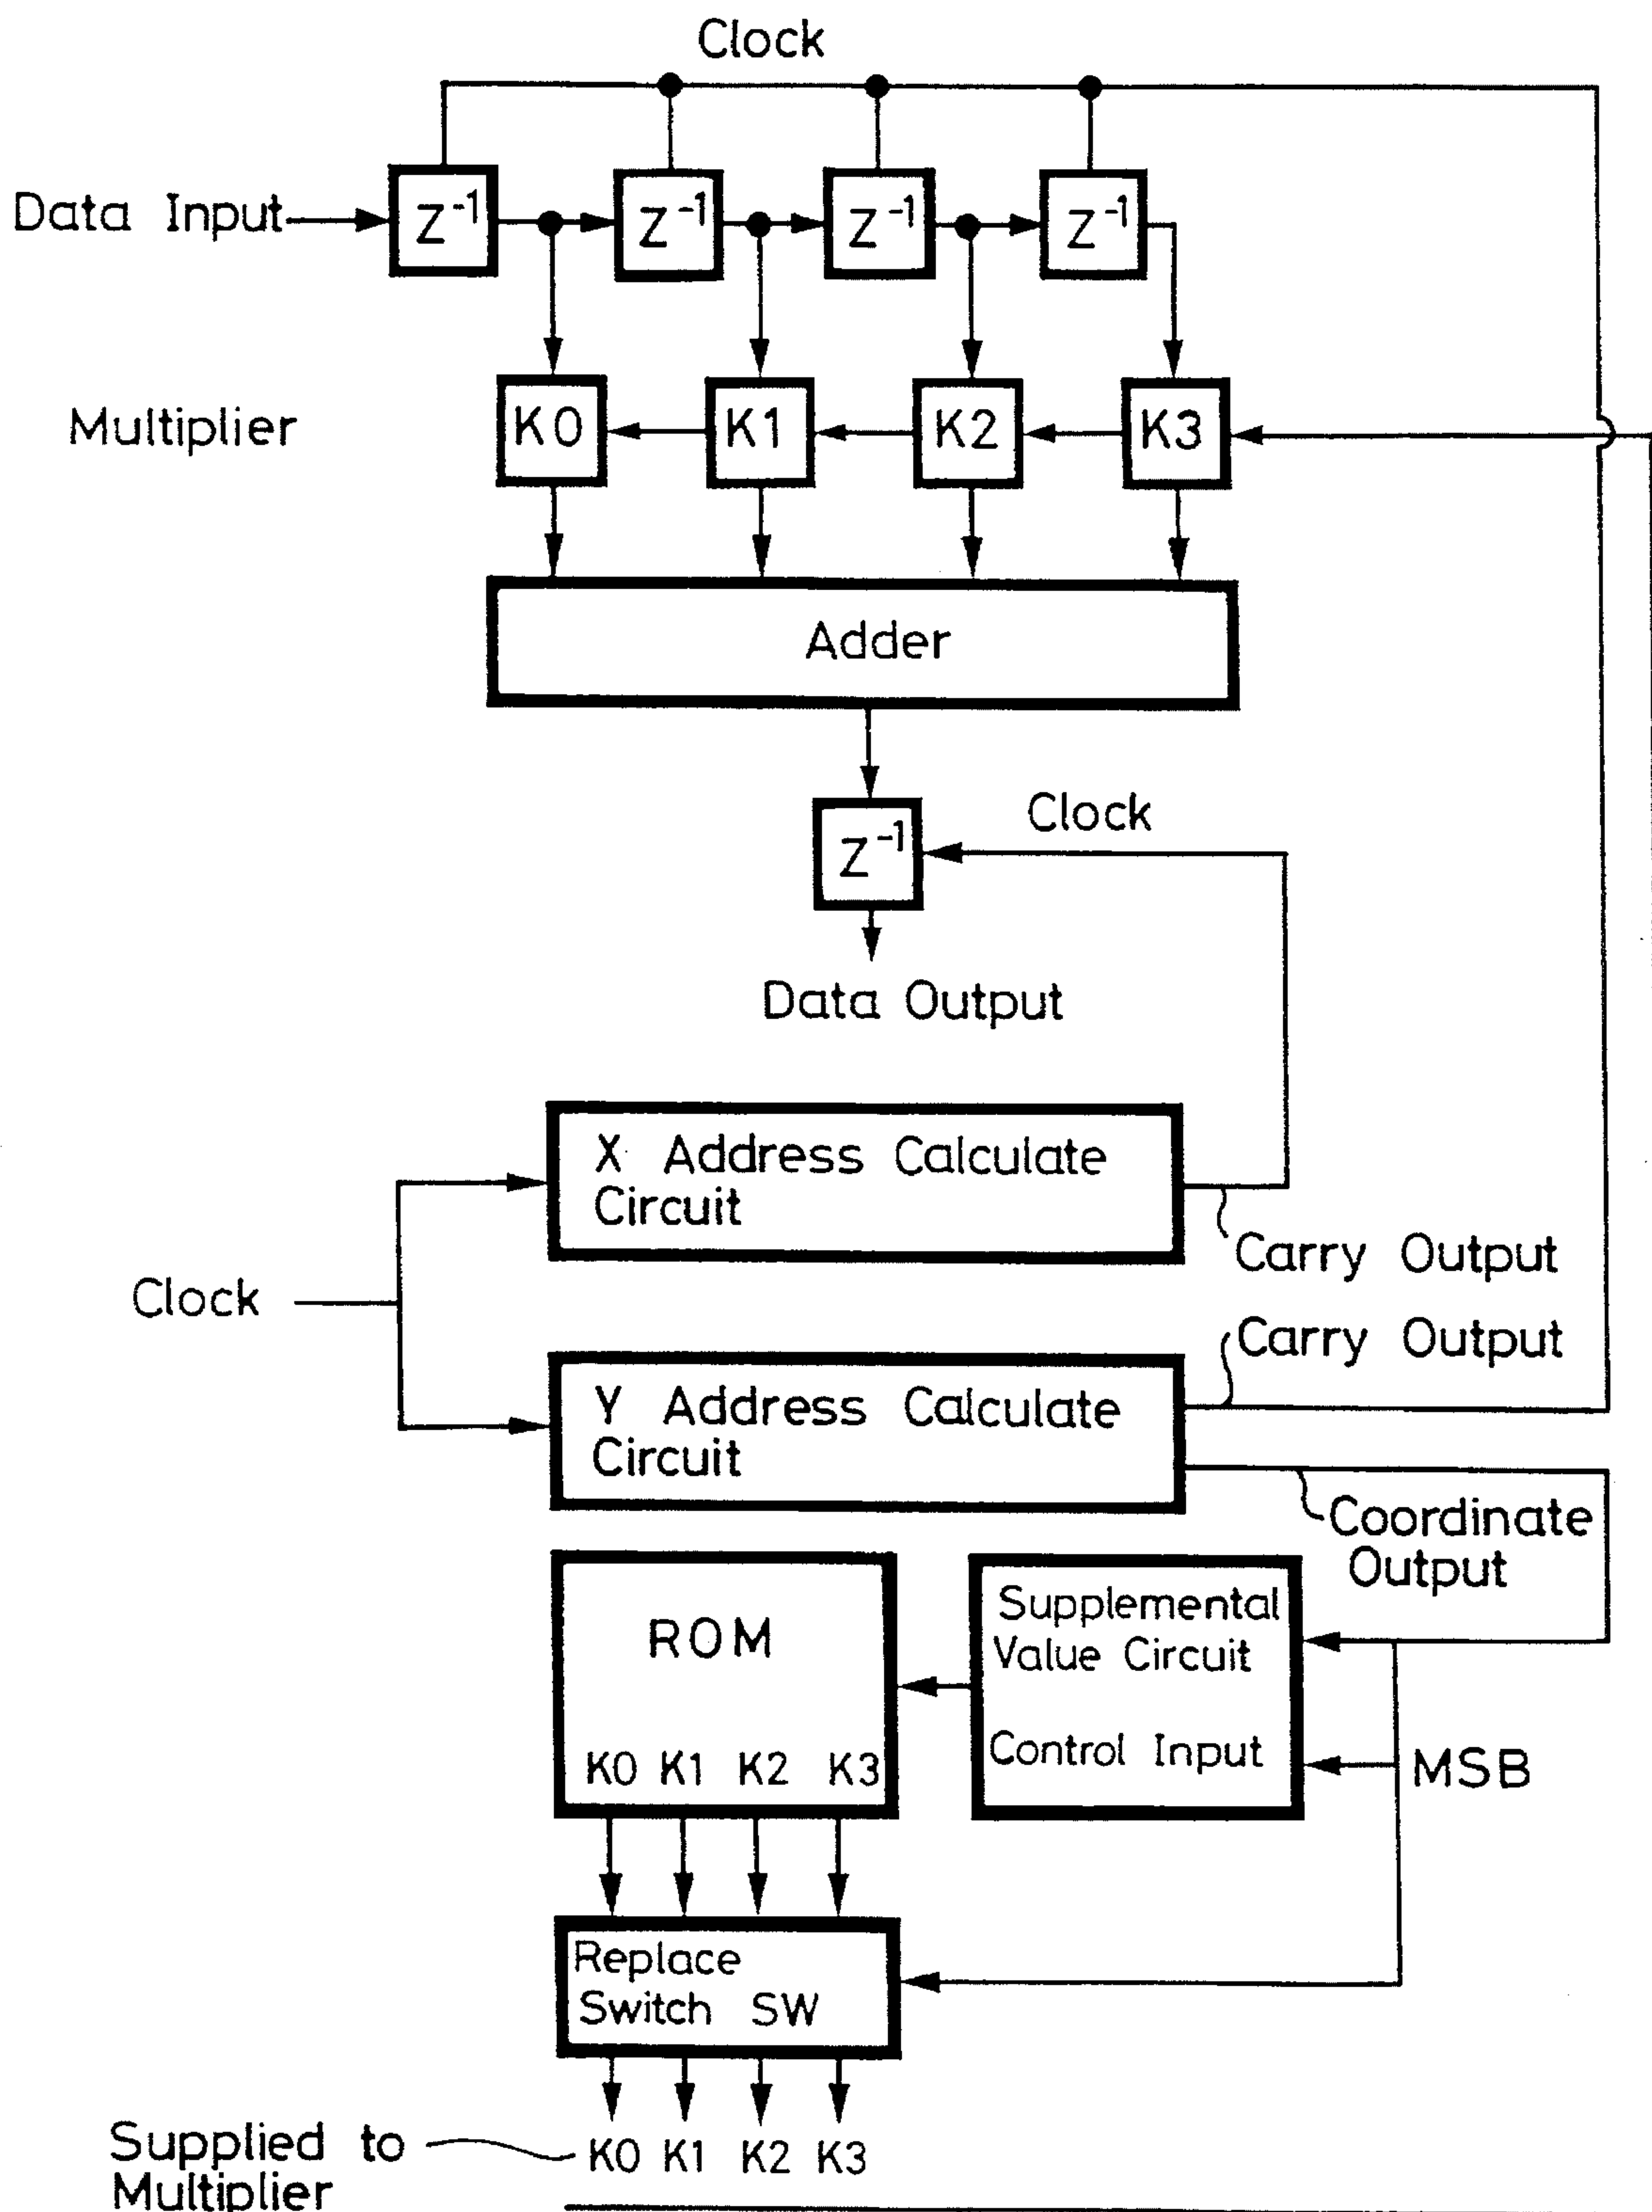 Clock
Data Input
Z⁻¹ Z⁻¹ Z⁻¹ Z⁻¹
Multiplier
K0 K1 K2 K3
Adder
Clock
Z⁻¹
Data Output
X Address Calculate
Circuit
Carry Output
Clock
Carry Output
Y Address Calculate
Circuit
Coordinate
Output
ROM
K0 K1 K2 K3
Supplemental
Value Circuit
Control Input
MSB
Replace
Switch SW
Supplied to
Multiplier
K0 K1 K2 K3